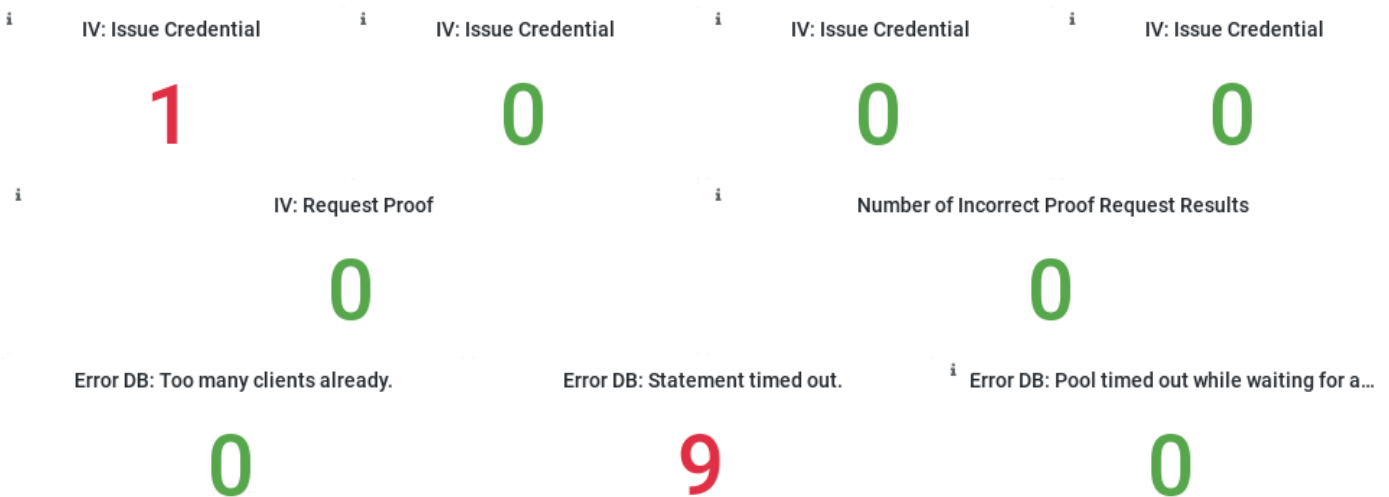 i IV: Issue Credential i IV: Issue Credential i IV: Issue Credential i IV: Issue Credential
1 0 0 0
i IV: Request Proof i Number of Incorrect Proof Request Results
0 0
Error DB: Too many clients already. Error DB: Statement timed out. i Error DB: Pool timed out while waiting for a…
0 9 0